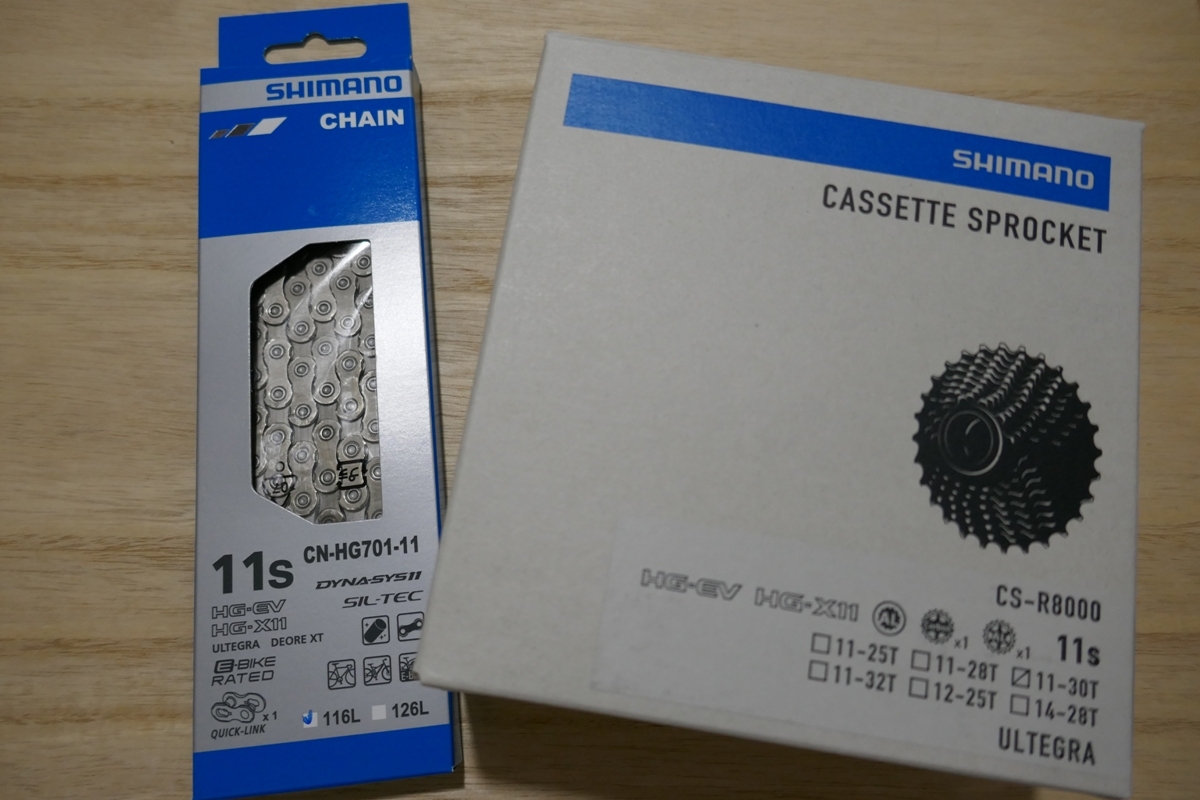 SHIMANO
CHAIN
11s CN-HG701-11
DYNA-SYS11
HG-EV SIL-TEC
HG-X11
ULTEGRA DEORE XT
E-BIKE
RATED
x1
QUICK-LINK
116L 126L
SHIMANO
CASSETTE SPROCKET
CS-R8000
HG-EV HG-X11 x1 x1 11s
11-25T 11-28T 11-30T
11-32T 12-25T 14-28T
ULTEGRA